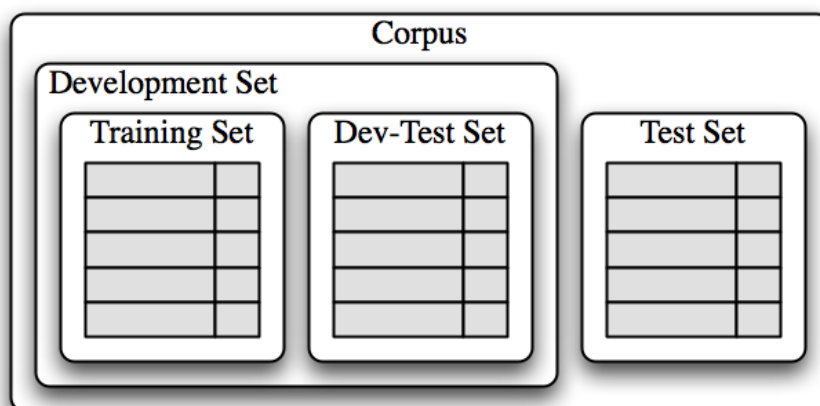 Corpus
Development Set
Training Set
Dev-Test Set
Test Set